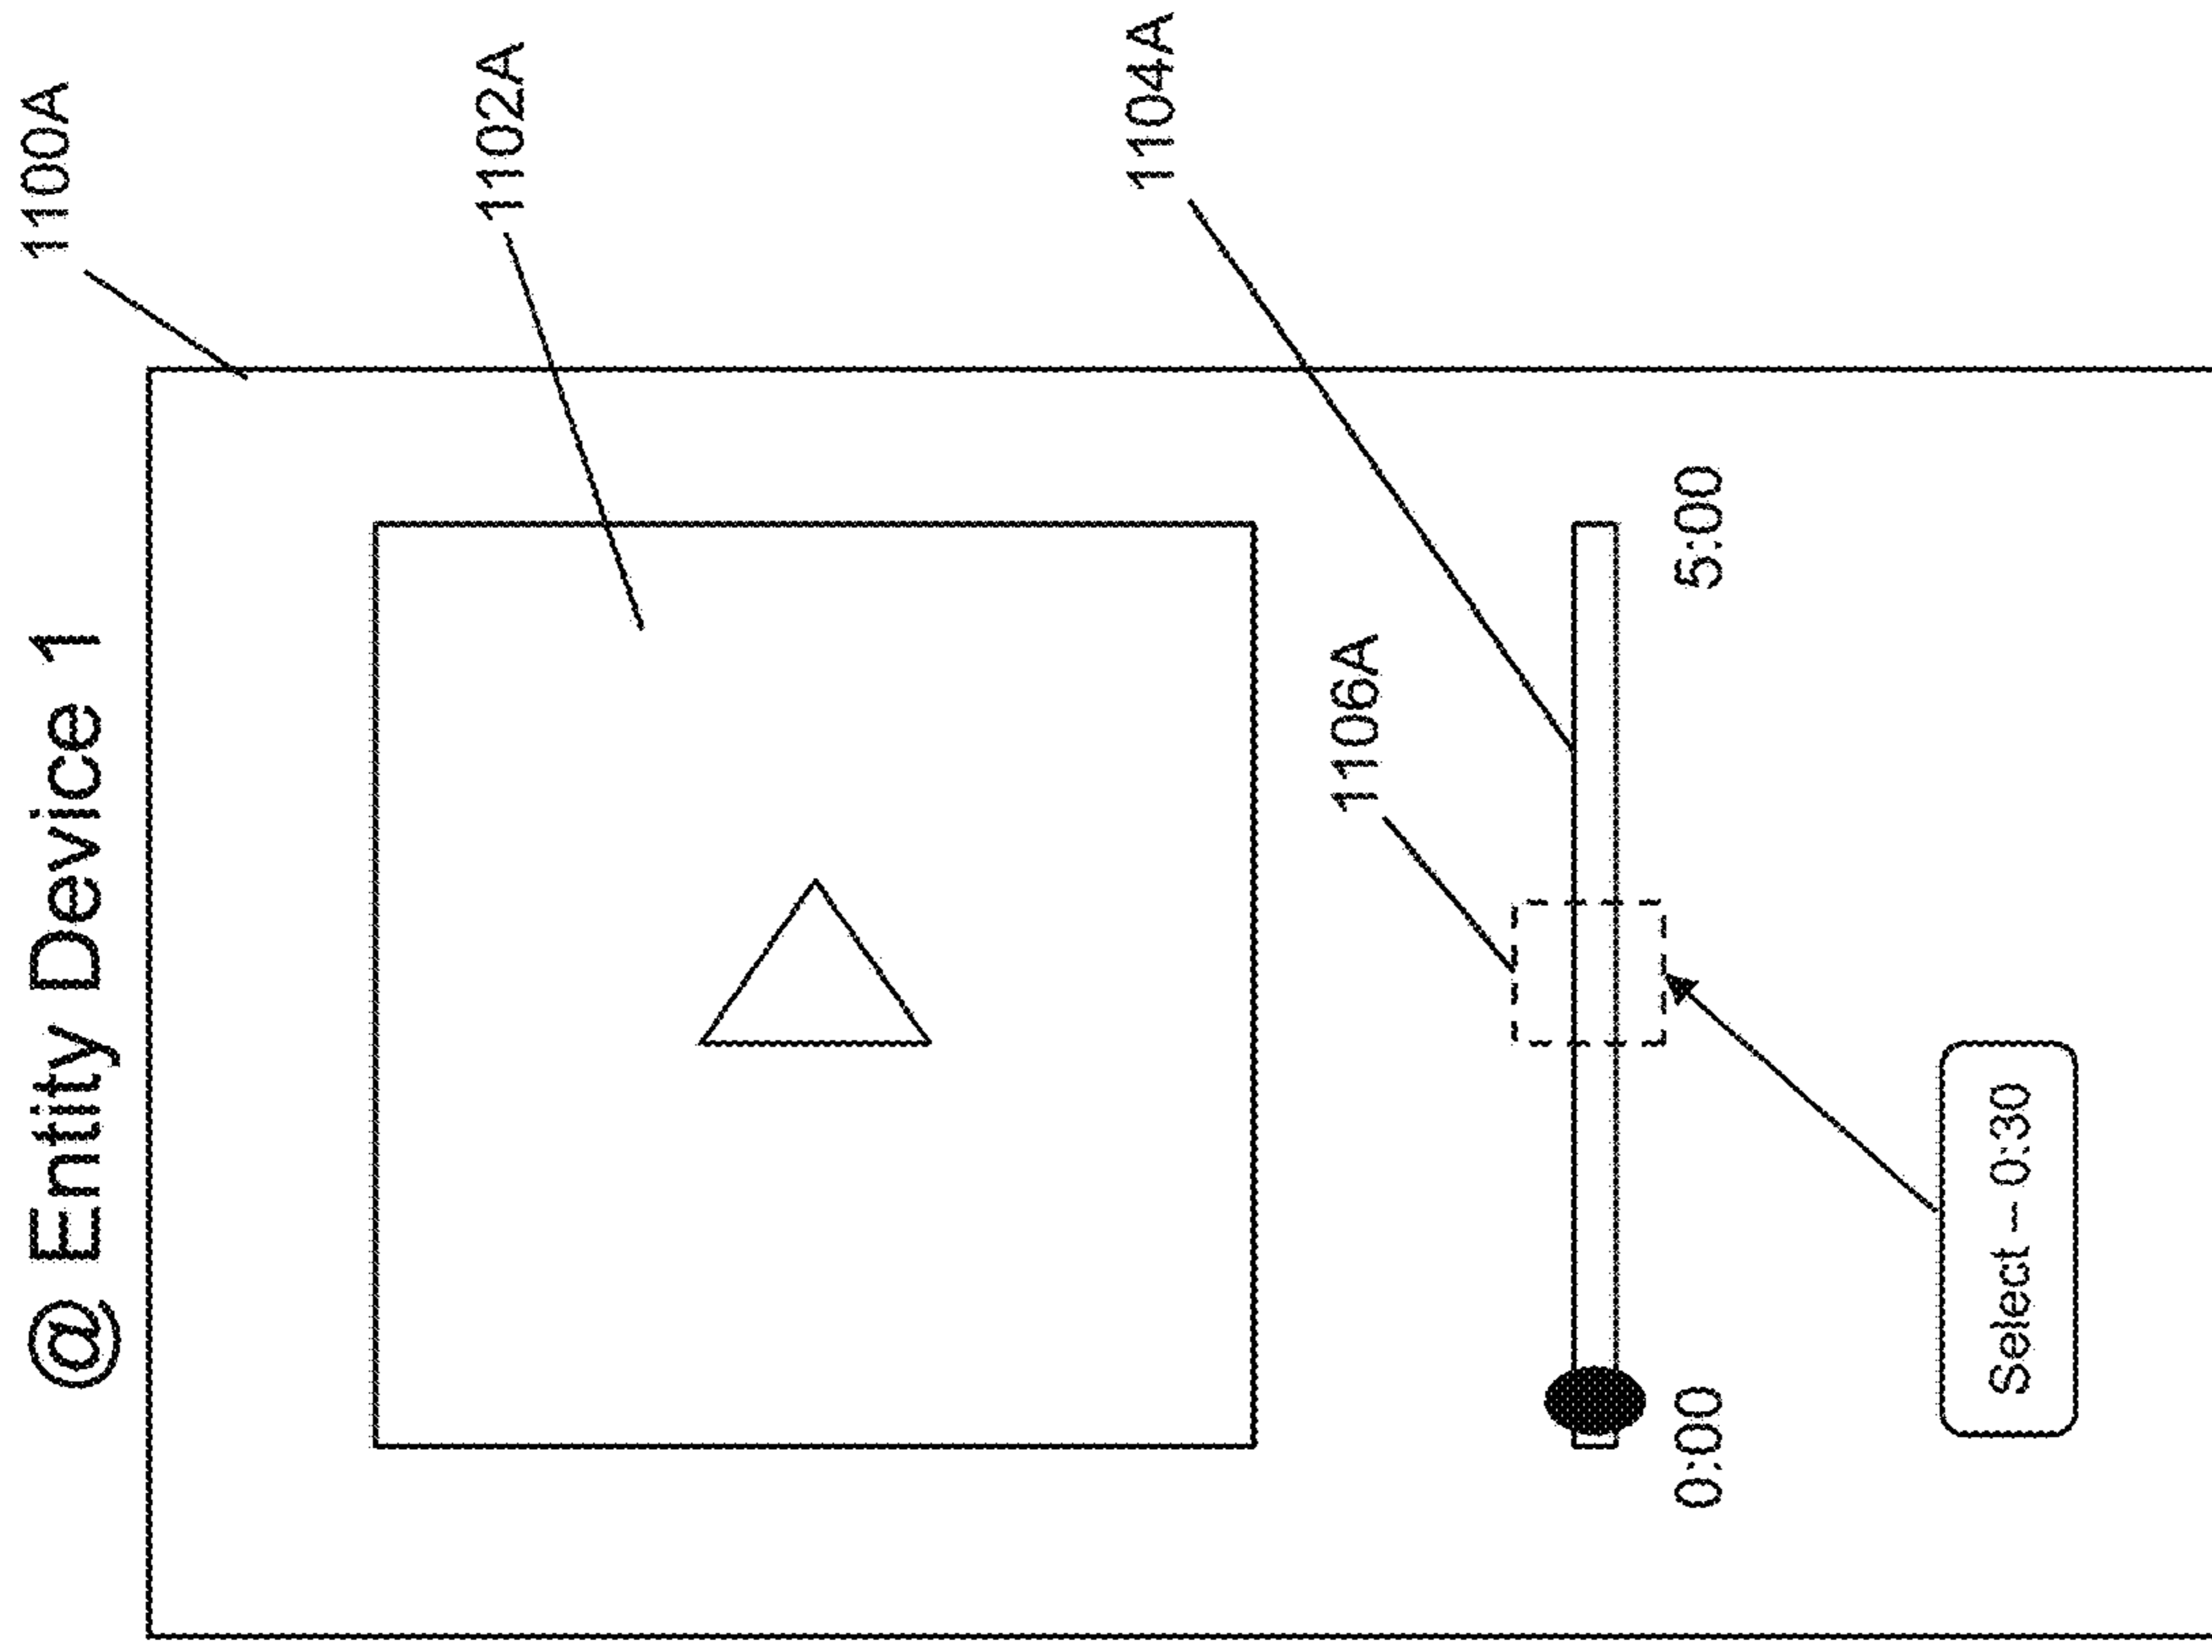 @ Entity Device 1
1100A
1102A
1104A
1106A
0:00
5:00
Select – 0:30